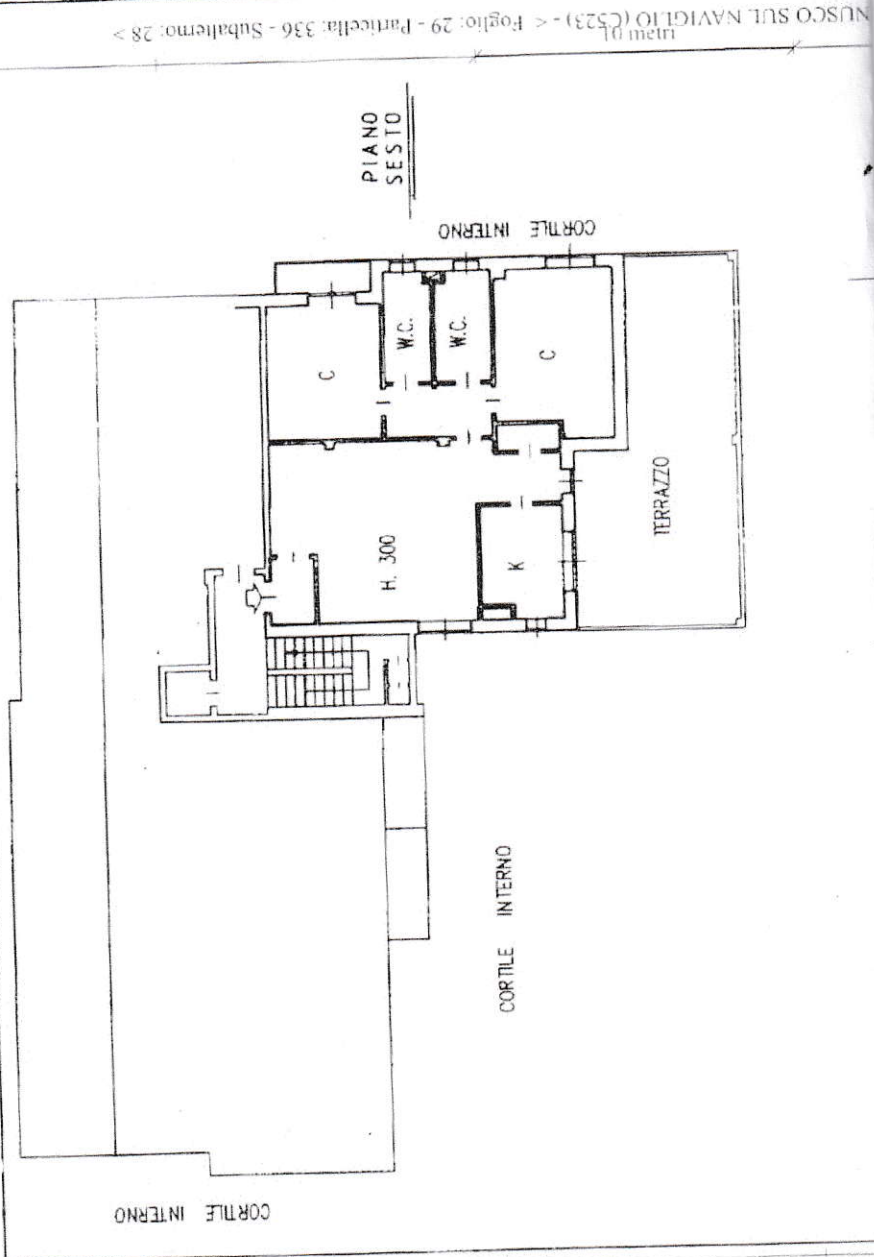 NUSCO SUL NAVIGLIO (C523) - < Foglio: 29 - Particella: 336 - Subalterno: 28 >
10 metri
PIANO
SESTO
CORTILE INTERNO
C
W.C.
W.C.
C
H. 300
K
TERRAZZO
CORTILE INTERNO
CORTILE INTERNO